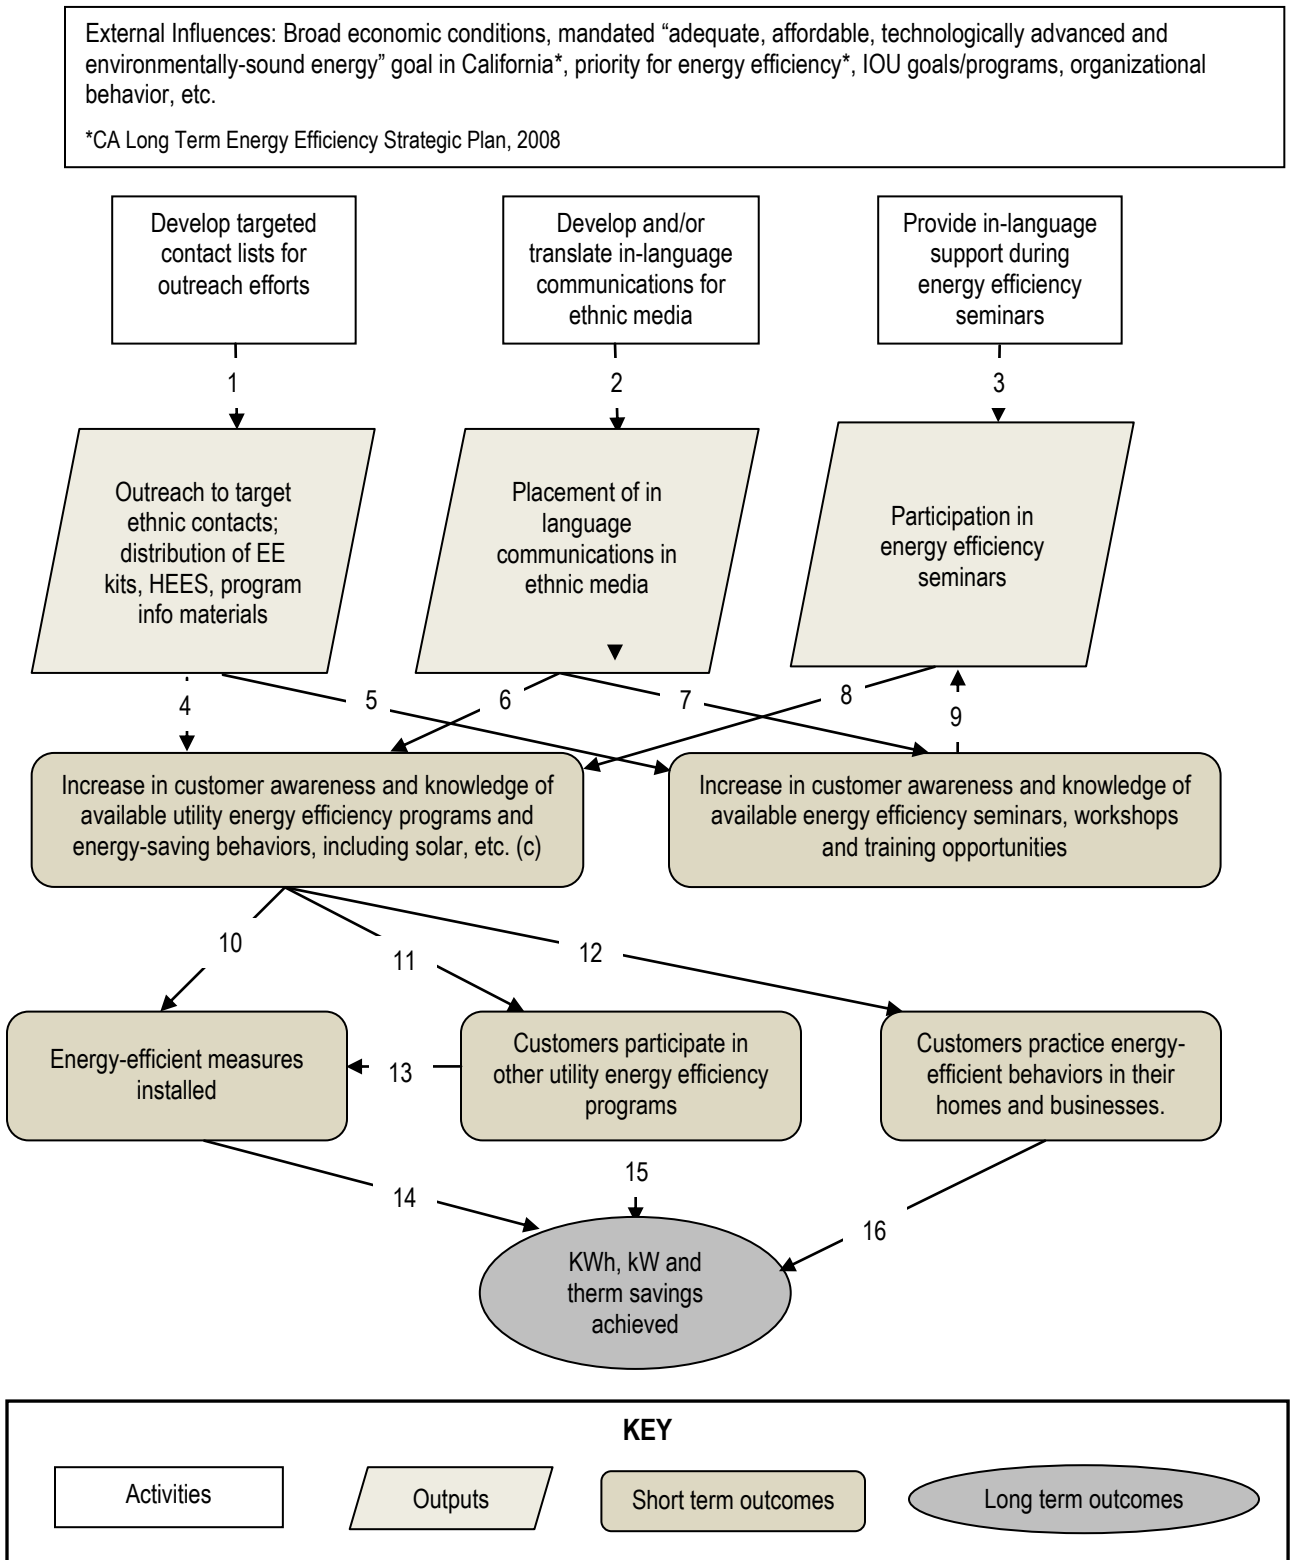 External Influences: Broad economic conditions, mandated “adequate, affordable, technologically advanced and
environmentally-sound energy” goal in California*, priority for energy efficiency*, IOU goals/programs, organizational
behavior, etc.
*CA Long Term Energy Efficiency Strategic Plan, 2008
Develop targeted
contact lists for
outreach efforts
Develop and/or
translate in-language
communications for
ethnic media
Provide in-language
support during
energy efficiency
seminars
1
2
3
Outreach to target
ethnic contacts;
distribution of EE
kits, HEES, program
info materials
Placement of in
language
communications in
ethnic media
Participation in
energy efficiency
seminars
4
5
6
7
8
9
Increase in customer awareness and knowledge of
available utility energy efficiency programs and
energy-saving behaviors, including solar, etc. (c)
Increase in customer awareness and knowledge of
available energy efficiency seminars, workshops
and training opportunities
10
11
12
Energy-efficient measures
installed
13
Customers participate in
other utility energy efficiency
programs
Customers practice energy-
efficient behaviors in their
homes and businesses.
14
15
16
KWh, kW and
therm savings
achieved
KEY
Activities
Outputs
Short term outcomes
Long term outcomes